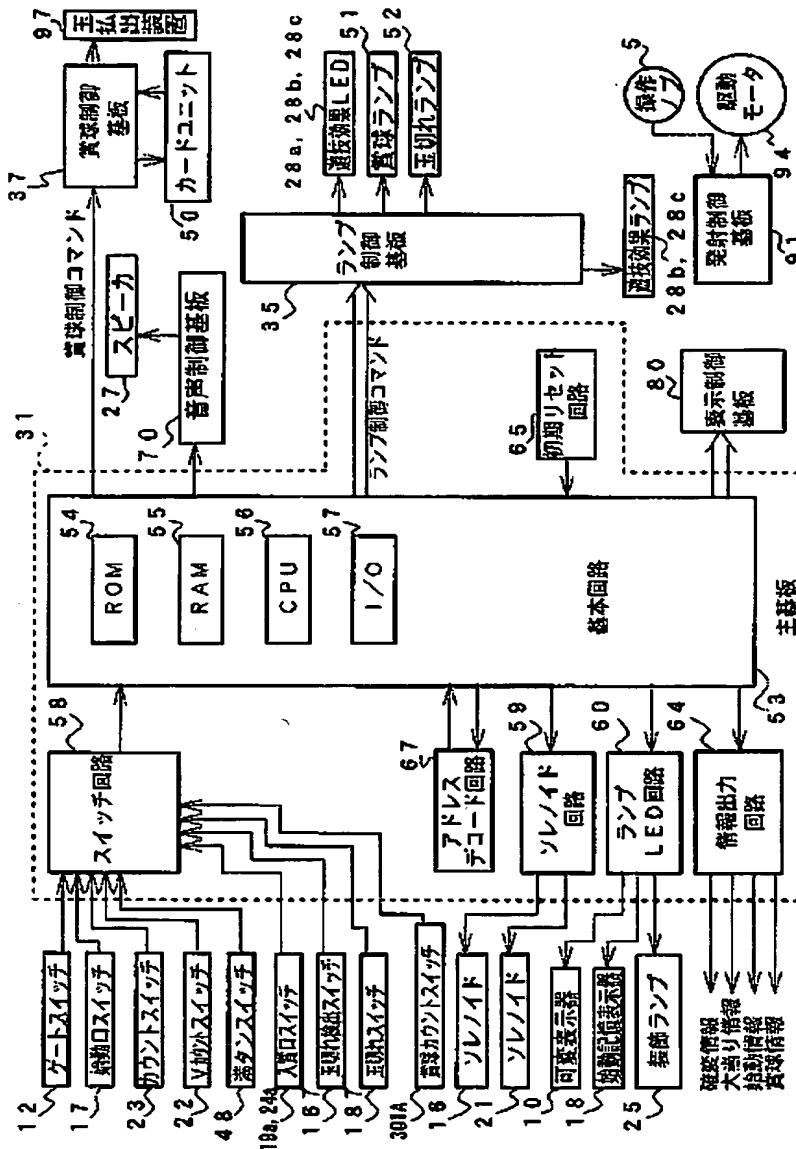 12
ゲートスイッチ
17
始動口スイッチ
23
カウントスイッチ
22
Vカウントスイッチ
48
満タンスイッチ
19a, 24a
入賞口スイッチ
167
玉切れ検出スイッチ
187
玉切れスイッチ
301A
賞球カウントスイッチ
16
ソレノイド
21
ソレノイド
10
可変表示器
18
始動記憶表示器
25
装飾ランプ
確変情報
大当り情報
始動情報
賞球情報
58
スイッチ回路
67
アドレス
デコード回路
59
ソレノイド
回路
60
ランプ
LED回路
64
情報出力
回路
31
54
ROM
55
RAM
56
CPU
57
I/O
基本回路
53
主基板
65
初期リセット
回路
賞球制御コマンド
ランプ制御コマンド
37
賞球制御
基板
97
玉払出装置
50
カードユニット
27
スピーカ
70
音声制御基板
35
ランプ
制御
基板
28a, 28b, 28c
遊技効果LED
51
賞球ランプ
52
玉切れランプ
遊技効果ランプ
28b, 28c
80
表示制御
基板
5
操作
ノブ
駆動
モータ
94
発射制御
基板
91